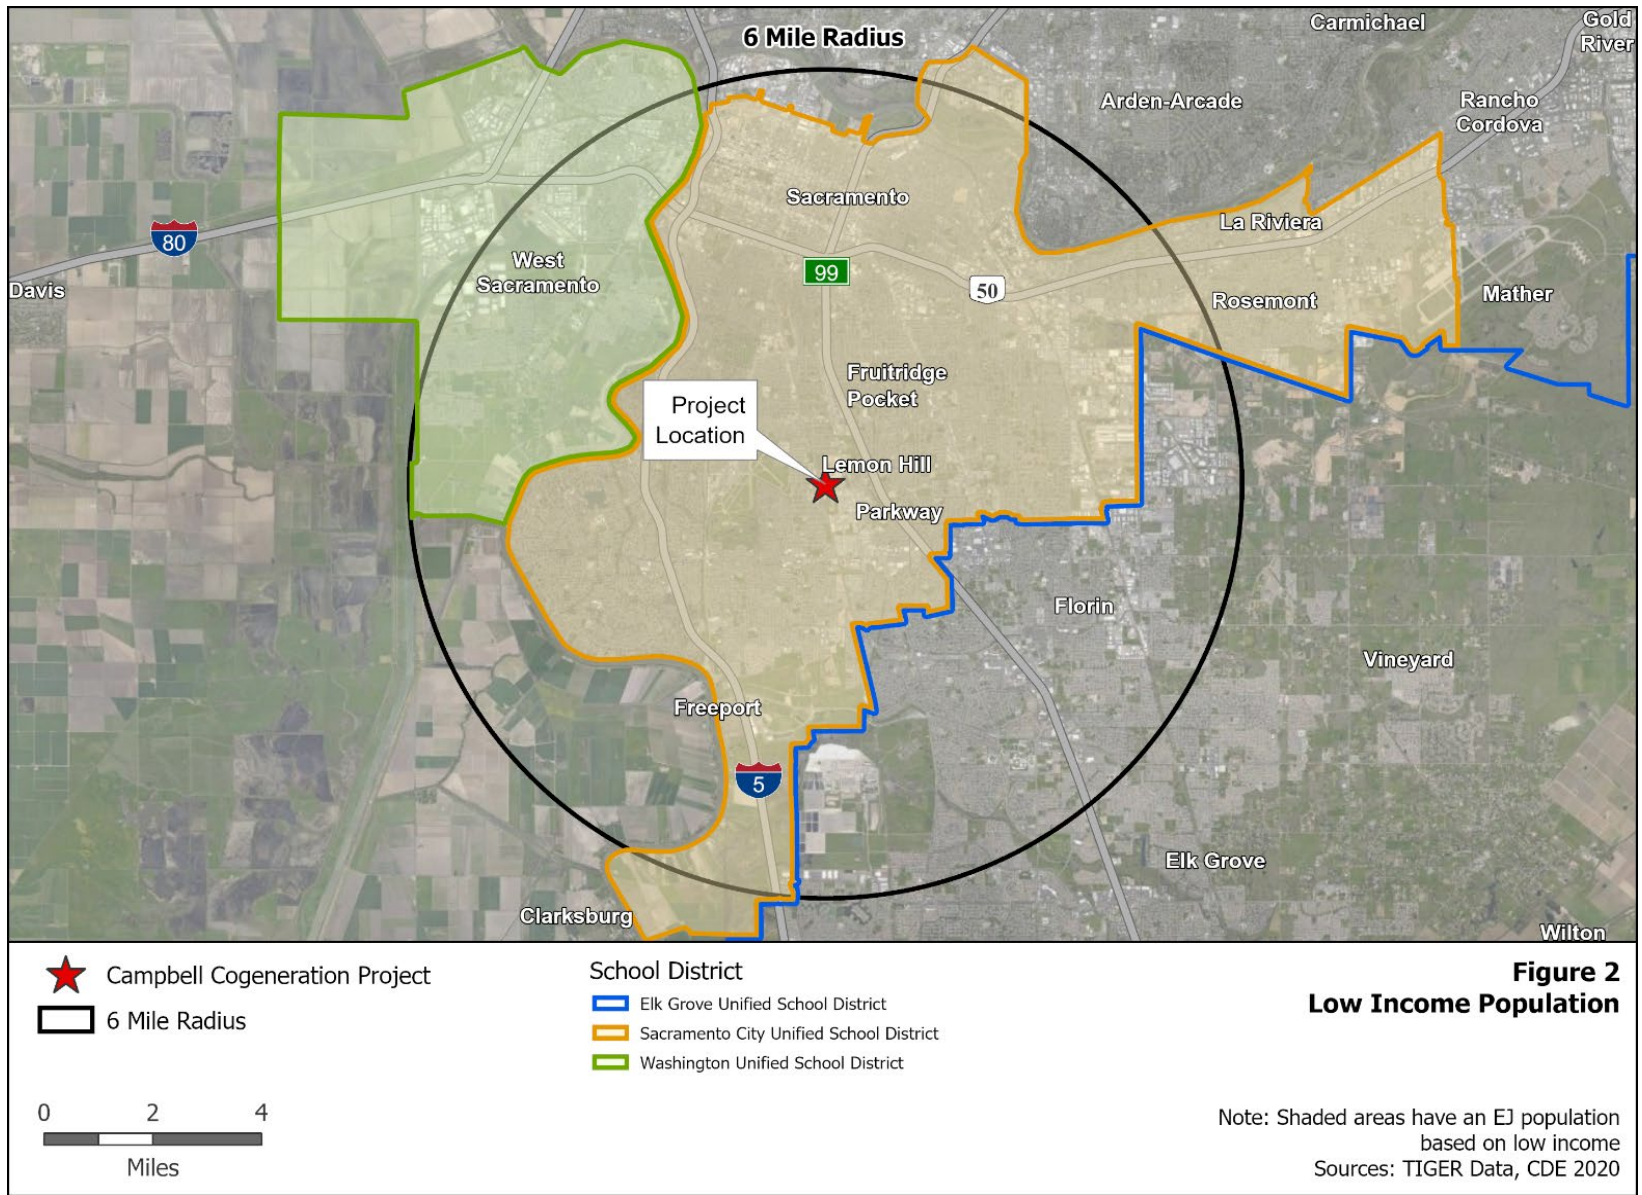 6 Mile Radius
Carmichael
Gold
River
Arden-Arcade
Rancho
Cordova
Sacramento
La Riviera
80
West
Sacramento
99
50
Davis
Rosemont
Mather
Fruitridge
Pocket
Project
Location
Lemon Hill
Parkway
Florin
Vineyard
Freeport
5
Elk Grove
Clarksburg
Wilton
Campbell Cogeneration Project
6 Mile Radius
School District
Elk Grove Unified School District
Sacramento City Unified School District
Washington Unified School District
Figure 2
Low Income Population
0 2 4
Miles
Note: Shaded areas have an EJ population
based on low income
Sources: TIGER Data, CDE 2020